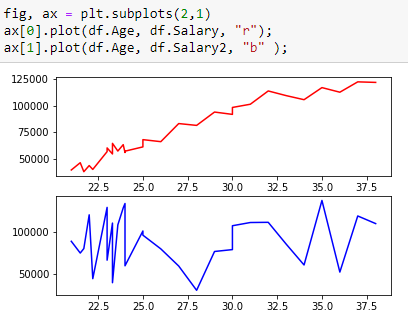 fig, ax = plt.subplots(2,1)
ax[0].plot(df.Age, df.Salary, "r");
ax[1].plot(df.Age, df.Salary2, "b" );
125000
100000
75000
50000
22.5 25.0 27.5 30.0 32.5 35.0 37.5
100000
50000
22.5 25.0 27.5 30.0 32.5 35.0 37.5